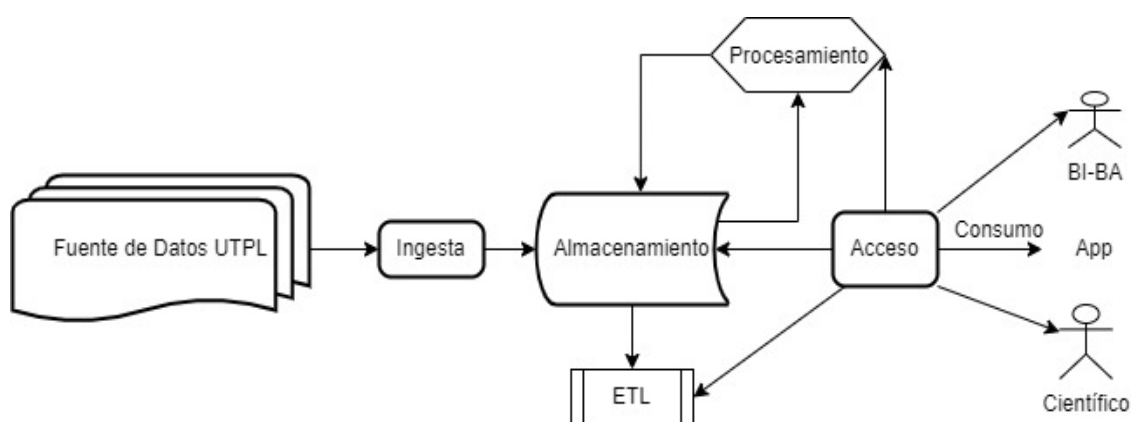 Procesamiento
BI-BA
Fuente de Datos UTPL
Ingesta
Almacenamiento
Acceso
Consumo
App
ETL
Científico